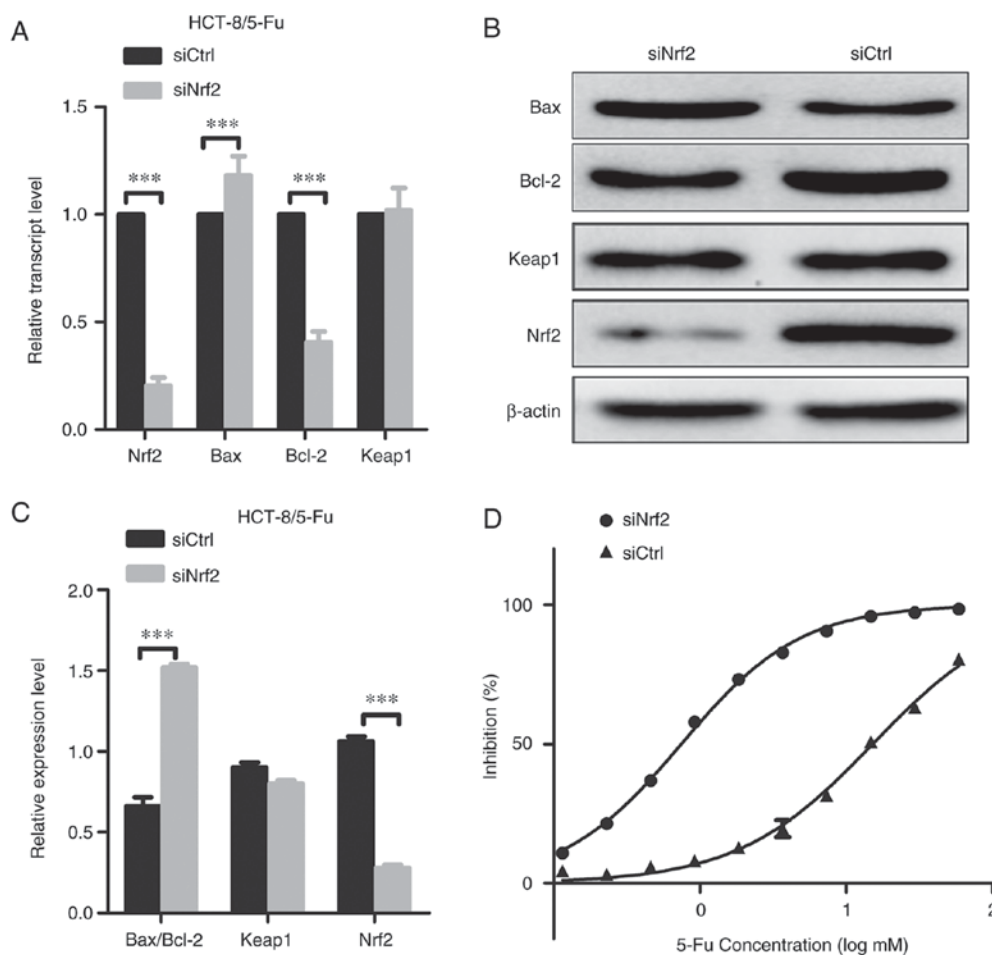 A
HCT-8/5-Fu
siCtrl
siNrf2
***
***
***
1.5
1.0
0.5
0.0
Relative transcript level
Nrf2 Bax Bcl-2 Keap1
B
siNrf2 siCtrl
Bax
Bcl-2
Keap1
Nrf2
β-actin
C
HCT-8/5-Fu
siCtrl
siNrf2
***
***
2.0
1.5
1.0
0.5
0.0
Relative expression level
Bax/Bcl-2 Keap1 Nrf2
D
siNrf2
siCtrl
100
50
0
Inhibition (%)
0 1 2
5-Fu Concentration (log mM)